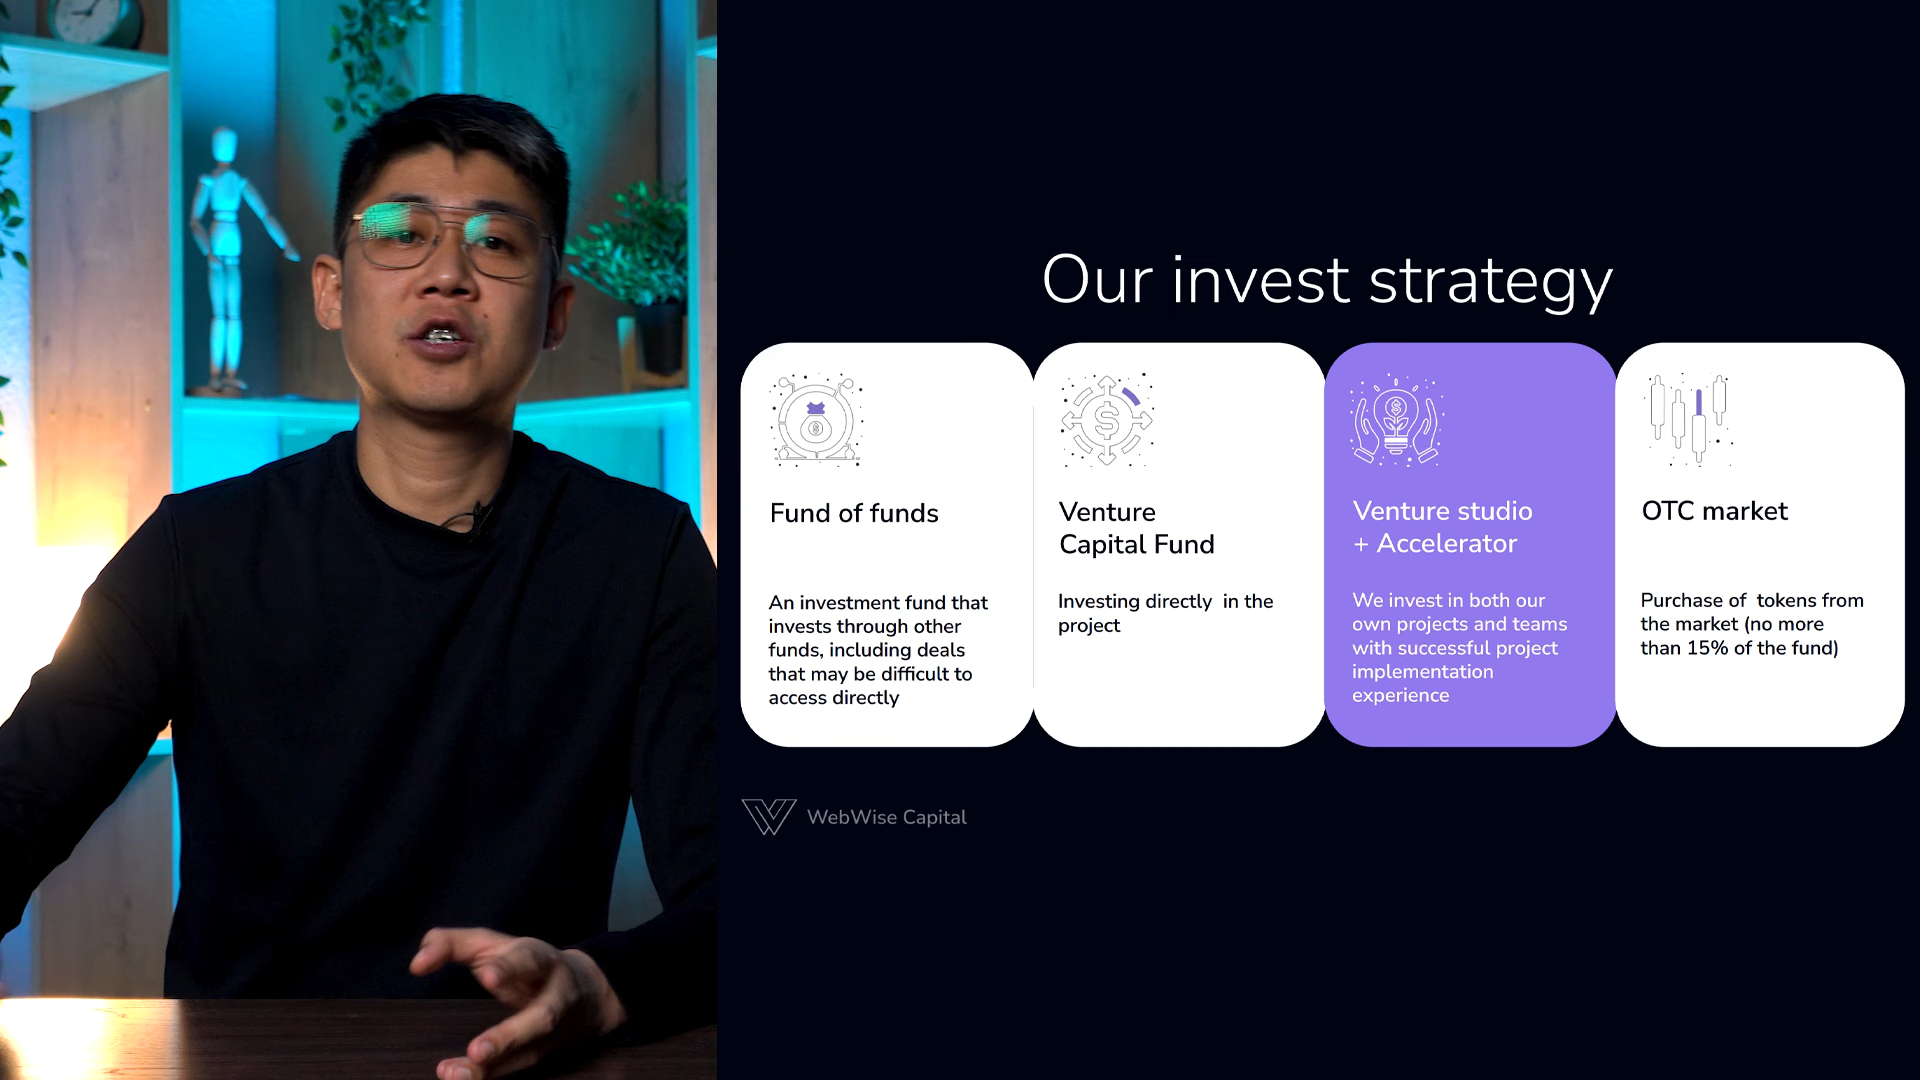 Our invest strategy
Fund of funds
An investment fund that
invests through other
funds, including deals
that may be difficult to
access directly
Venture
Capital Fund
Investing directly in the
project
Venture studio
+ Accelerator
We invest in both our
own projects and teams
with successful project
implementation
experience
OTC market
Purchase of tokens from
the market (no more
than 15% of the fund)
WebWise Capital